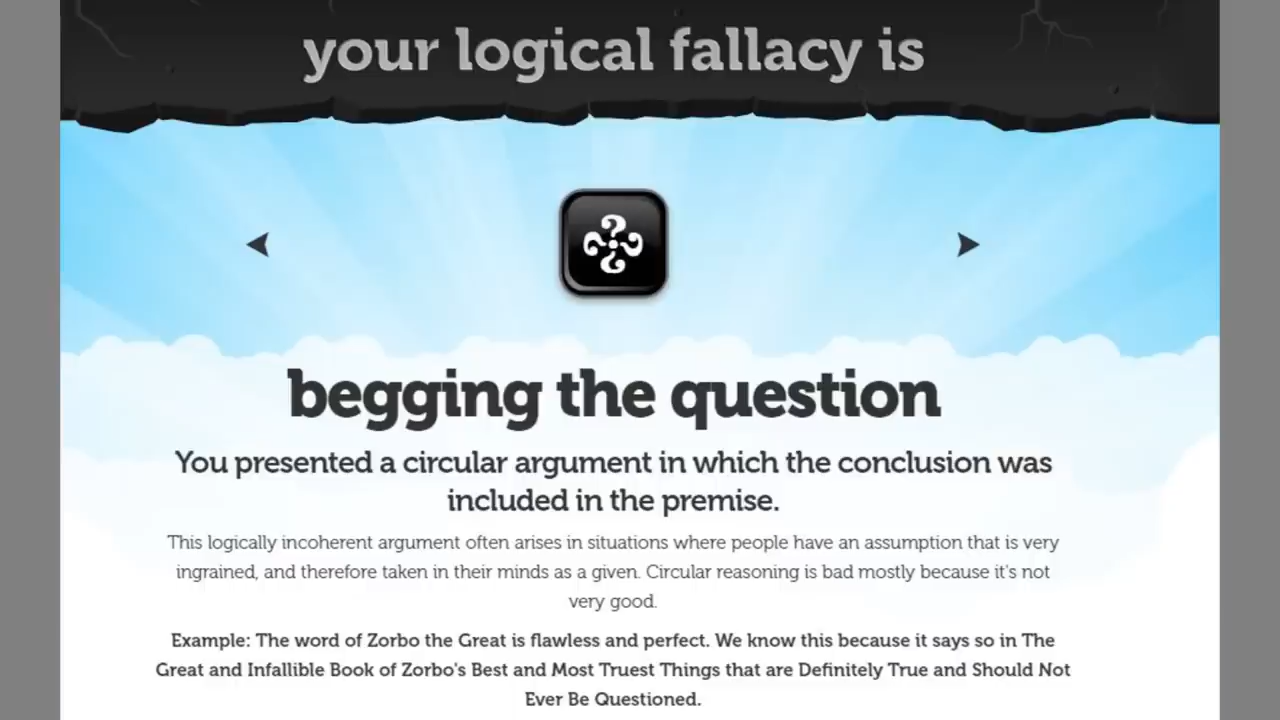 your logical fallacy is
begging the question
You presented a circular argument in which the conclusion was
included in the premise.
This logically incoherent argument often arises in situations where people have an assumption that is very
ingrained, and therefore taken in their minds as a given. Circular reasoning is bad mostly because it's not
very good.
Example: The word of Zorbo the Great is flawless and perfect. We know this because it says so in The
Great and Infallible Book of Zorbo's Best and Most Truest Things that are Definitely True and Should Not
Ever Be Questioned.